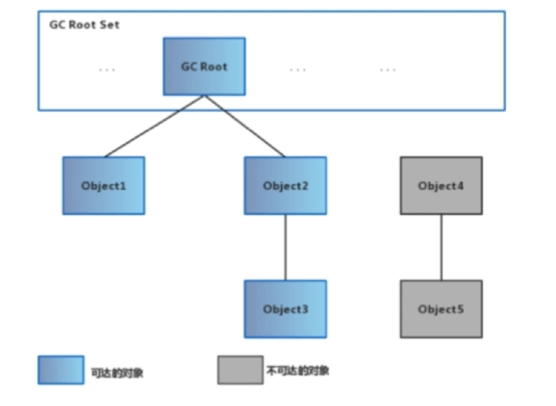 GC Root Set
... GC Root ... ...
Object1 Object2 Object4
Object3 Object5
可达的对象 不可达的对象